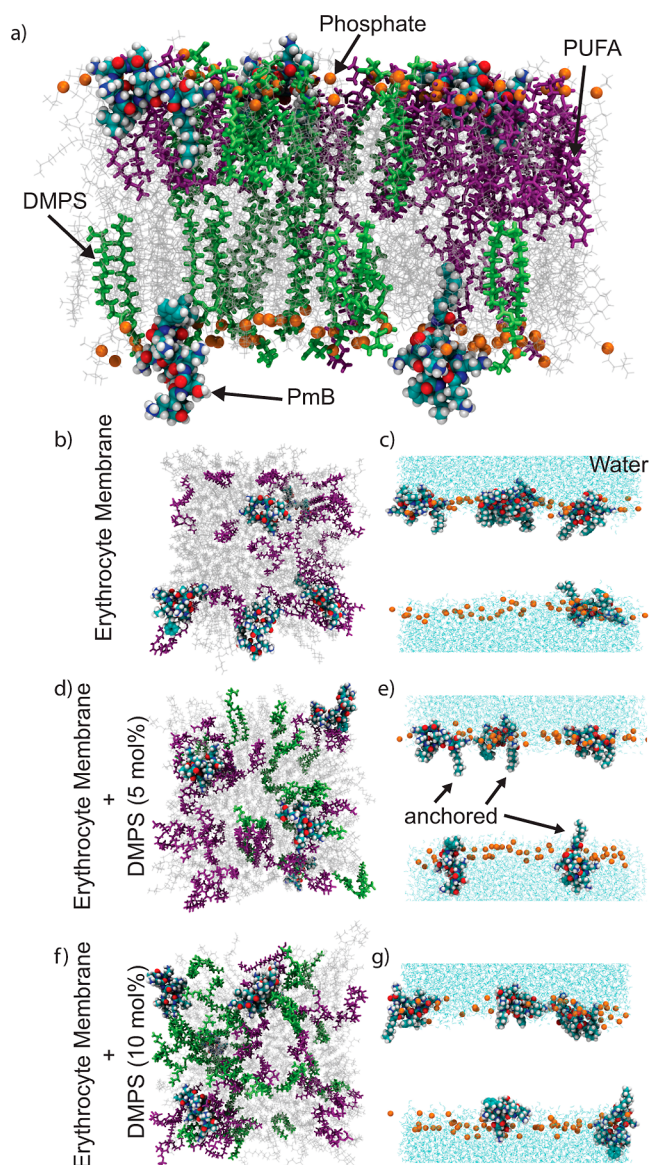 a)
Phosphate
PUFA
DMPS
PmB
b)
Erythrocyte Membrane
c)
Water
d)
Erythrocyte Membrane
+
DMPS (5 mol%)
e)
anchored
f)
Erythrocyte Membrane
+
DMPS (10 mol%)
g)